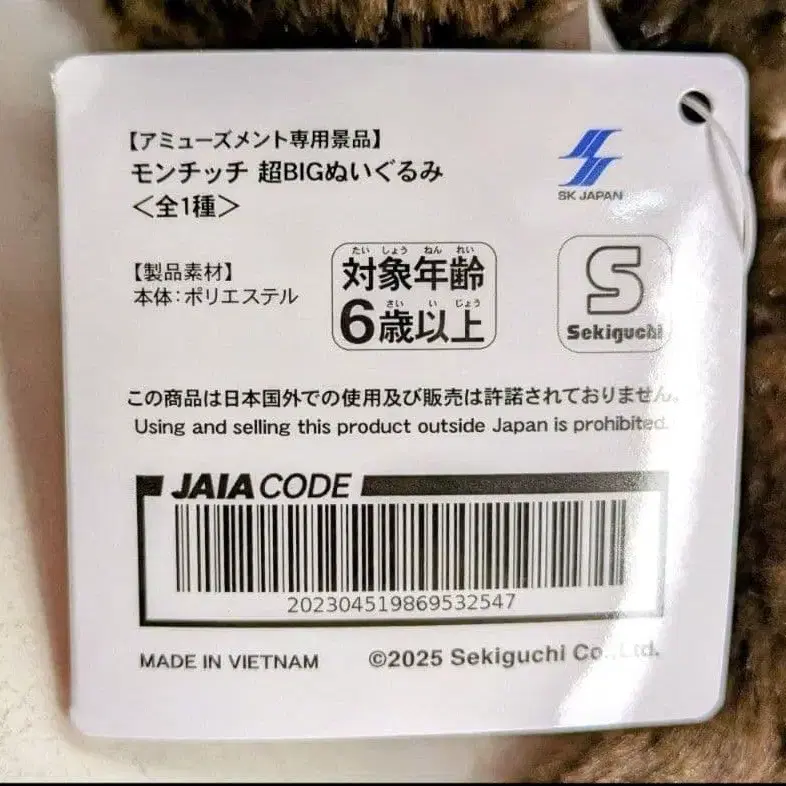 【アミューズメント専用景品】
モンチッチ 超BIGぬいぐるみ
＜全1種＞
SK JAPAN
【製品素材】
本体：ポリエステル
たい しょう ねん れい
対象年齢
さい い じょう
6歳以上
S
Sekiguchi
この商品は日本国外での使用及び販売は許諾されておりません。
Using and selling this product outside Japan is prohibited.
JAIA CODE
202304519869532547
MADE IN VIETNAM
©2025 Sekiguchi Co.,Ltd.